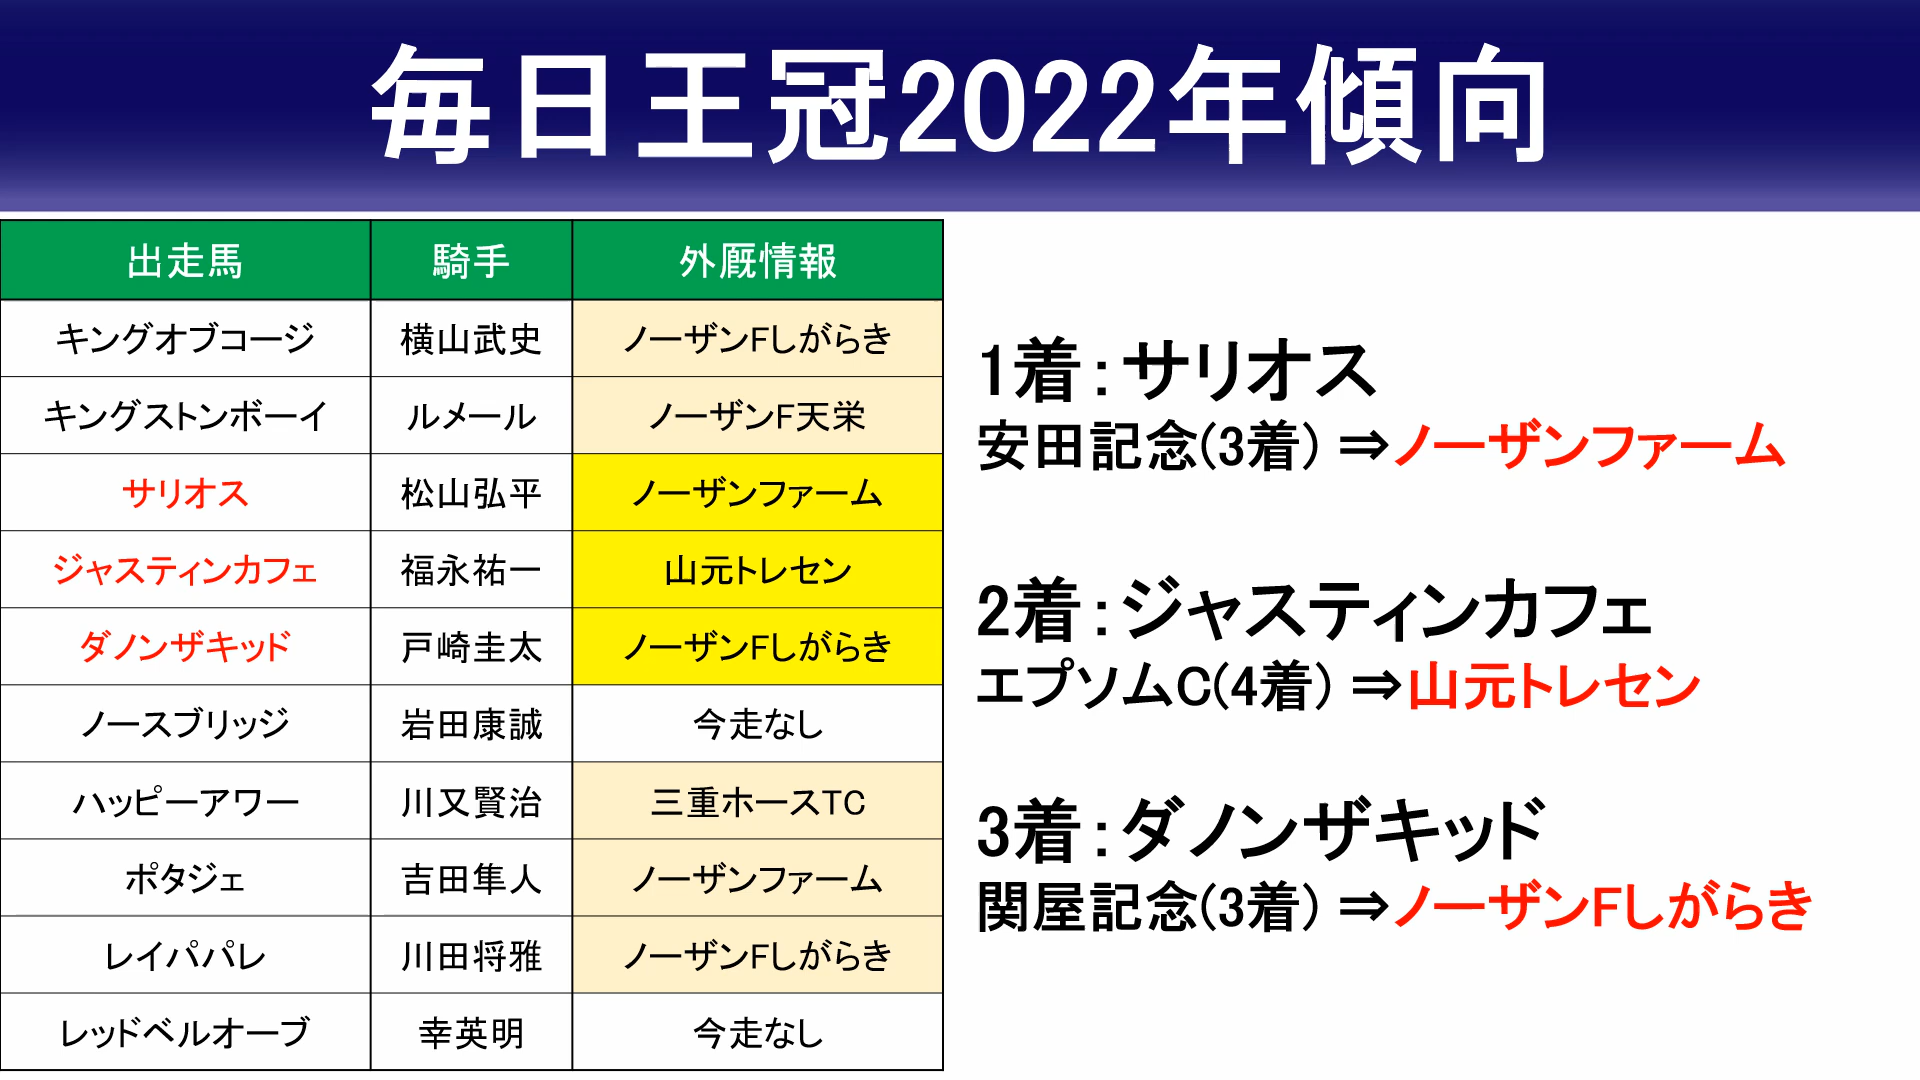 毎日王冠2022年傾向
出走馬 騎手 外厩情報
キングオブコージ 横山武史 ノーザンFしがらき
キングストンボーイ ルメール ノーザンF天栄
サリオス 松山弘平 ノーザンファーム
ジャスティンカフェ 福永祐一 山元トレセン
ダノンザキッド 戸崎圭太 ノーザンFしがらき
ノースブリッジ 岩田康誠 今走なし
ハッピーアワー 川又賢治 三重ホースTC
ポタジェ 吉田隼人 ノーザンファーム
レイパパレ 川田将雅 ノーザンFしがらき
レッドベルオーブ 幸英明 今走なし
1着：サリオス
安田記念(3着)⇒ノーザンファーム
2着：ジャスティンカフェ
エプソムC(4着)⇒山元トレセン
3着：ダノンザキッド
関屋記念(3着)⇒ノーザンFしがらき